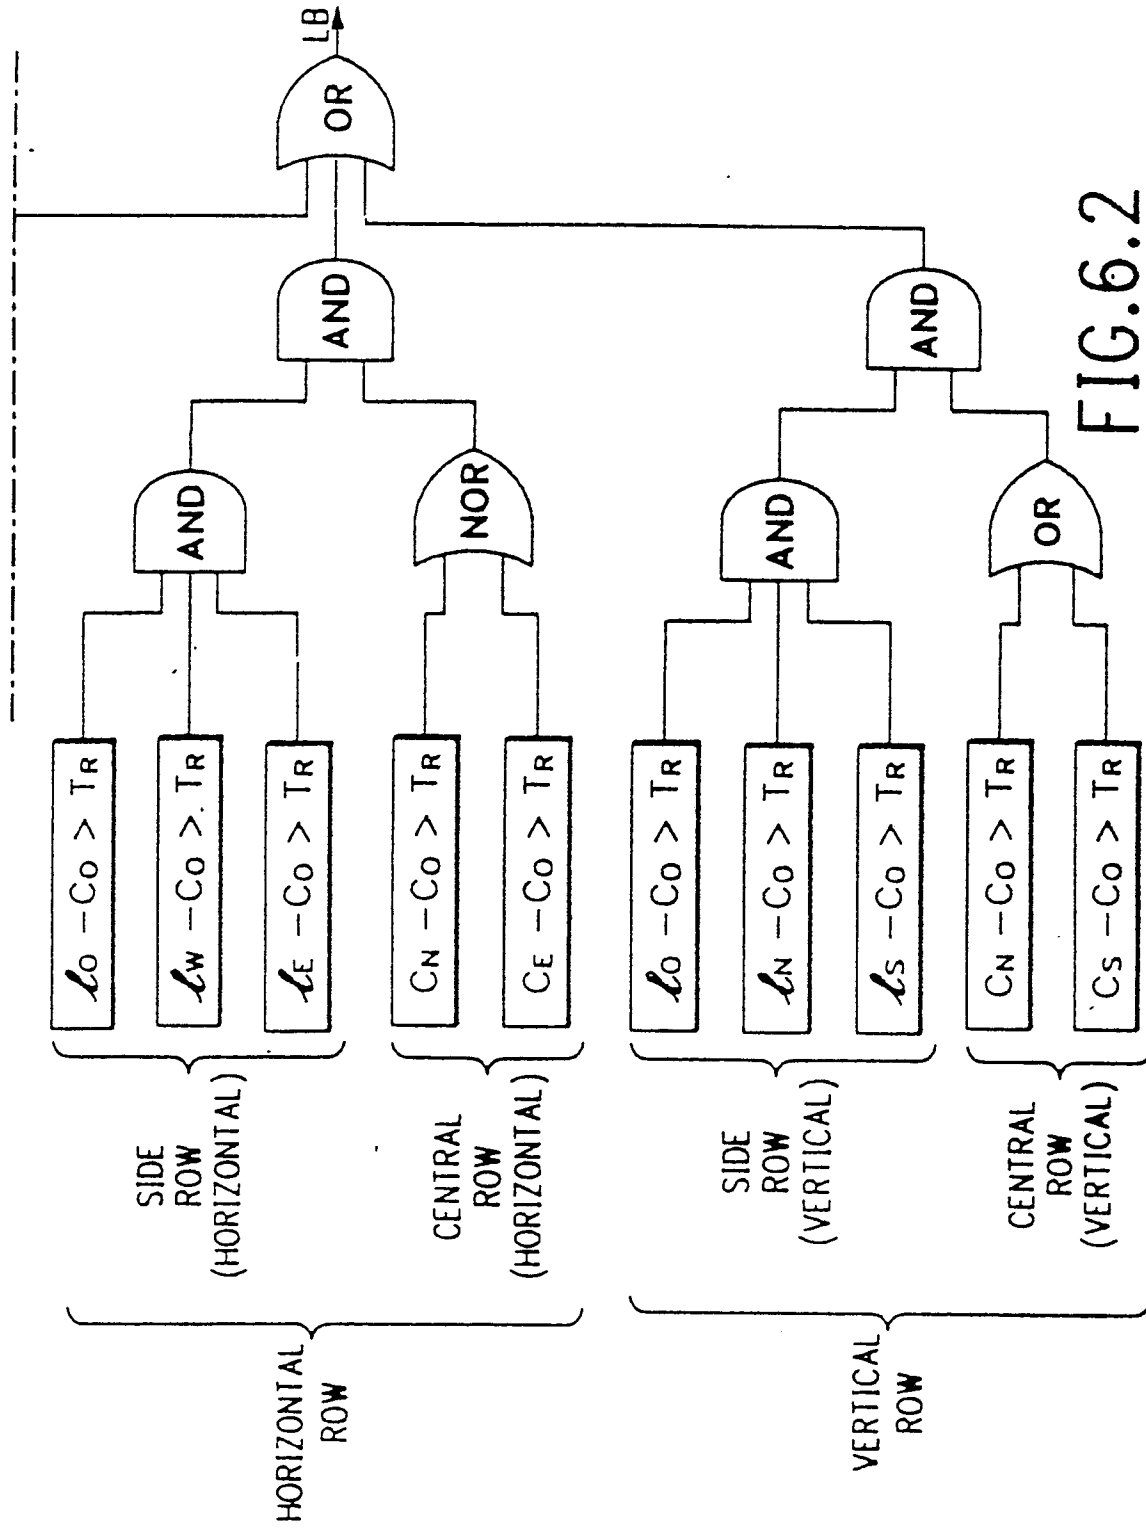 HORIZONTAL
ROW
SIDE
ROW
(HORIZONTAL)
ℓO − CO > TR
ℓW − CO > TR
ℓE − CO > TR
AND
CENTRAL
ROW
(HORIZONTAL)
CN − CO > TR
CE − CO > TR
NOR
AND
OR
LB
VERTICAL
ROW
SIDE
ROW
(VERTICAL)
ℓO − CO > TR
ℓN − CO > TR
ℓS − CO > TR
AND
CENTRAL
ROW
(VERTICAL)
CN − CO > TR
CS − CO > TR
OR
AND
FIG.6.2